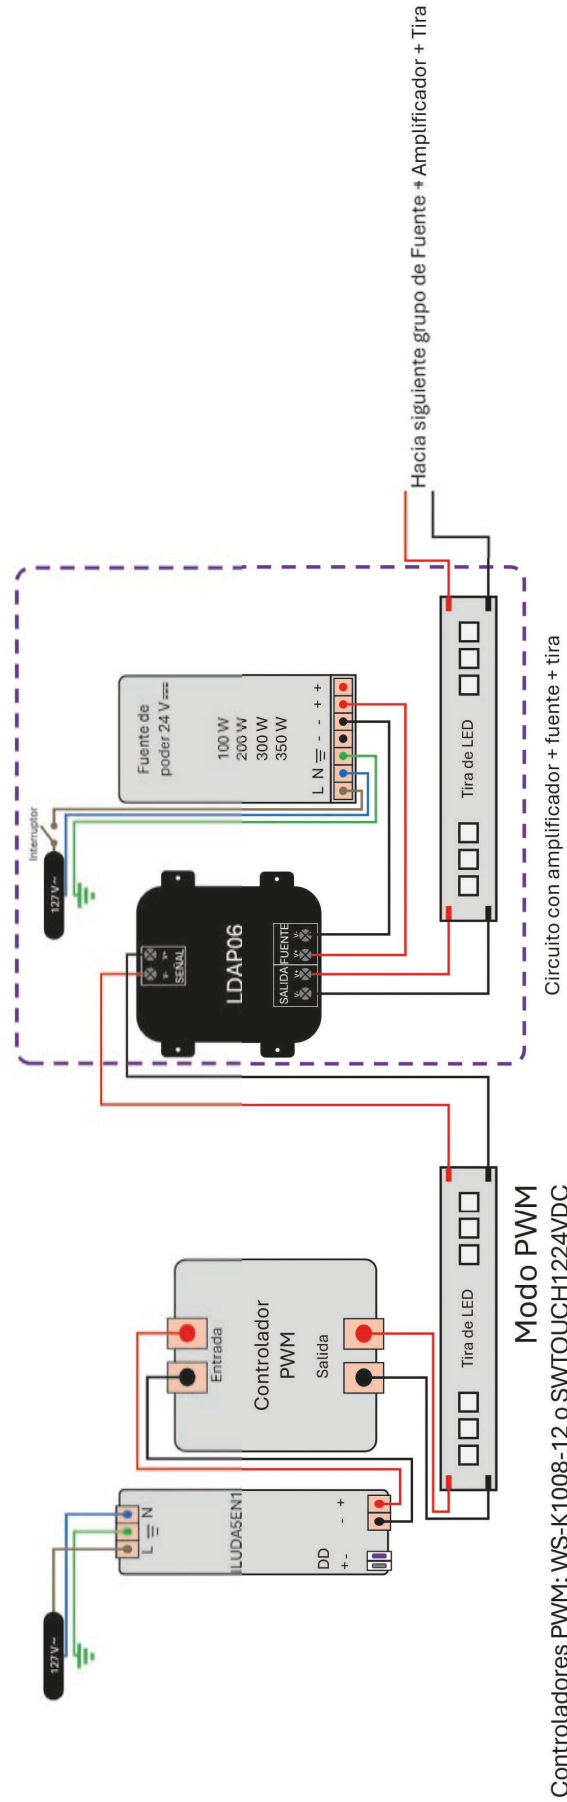 127 V ~
L
N
ILUDA5EN1
DD
+ -
- +
Entrada
Controlador
PWM
Salida
Tira de LED
Modo PWM
Controladores PWM: WS-K1008-12 o SWTOUCH1224VDC
127 V ~
Interruptor
V- V+
SEÑAL
LDAP06
SALIDA FUENTE
V- V+ V+ V-
Fuente de
poder 24 V
100 W
200 W
300 W
350 W
L N - - + +
Tira de LED
Circuito con amplificador + fuente + tira
Hacia siguiente grupo de Fuente + Amplificador + Tira